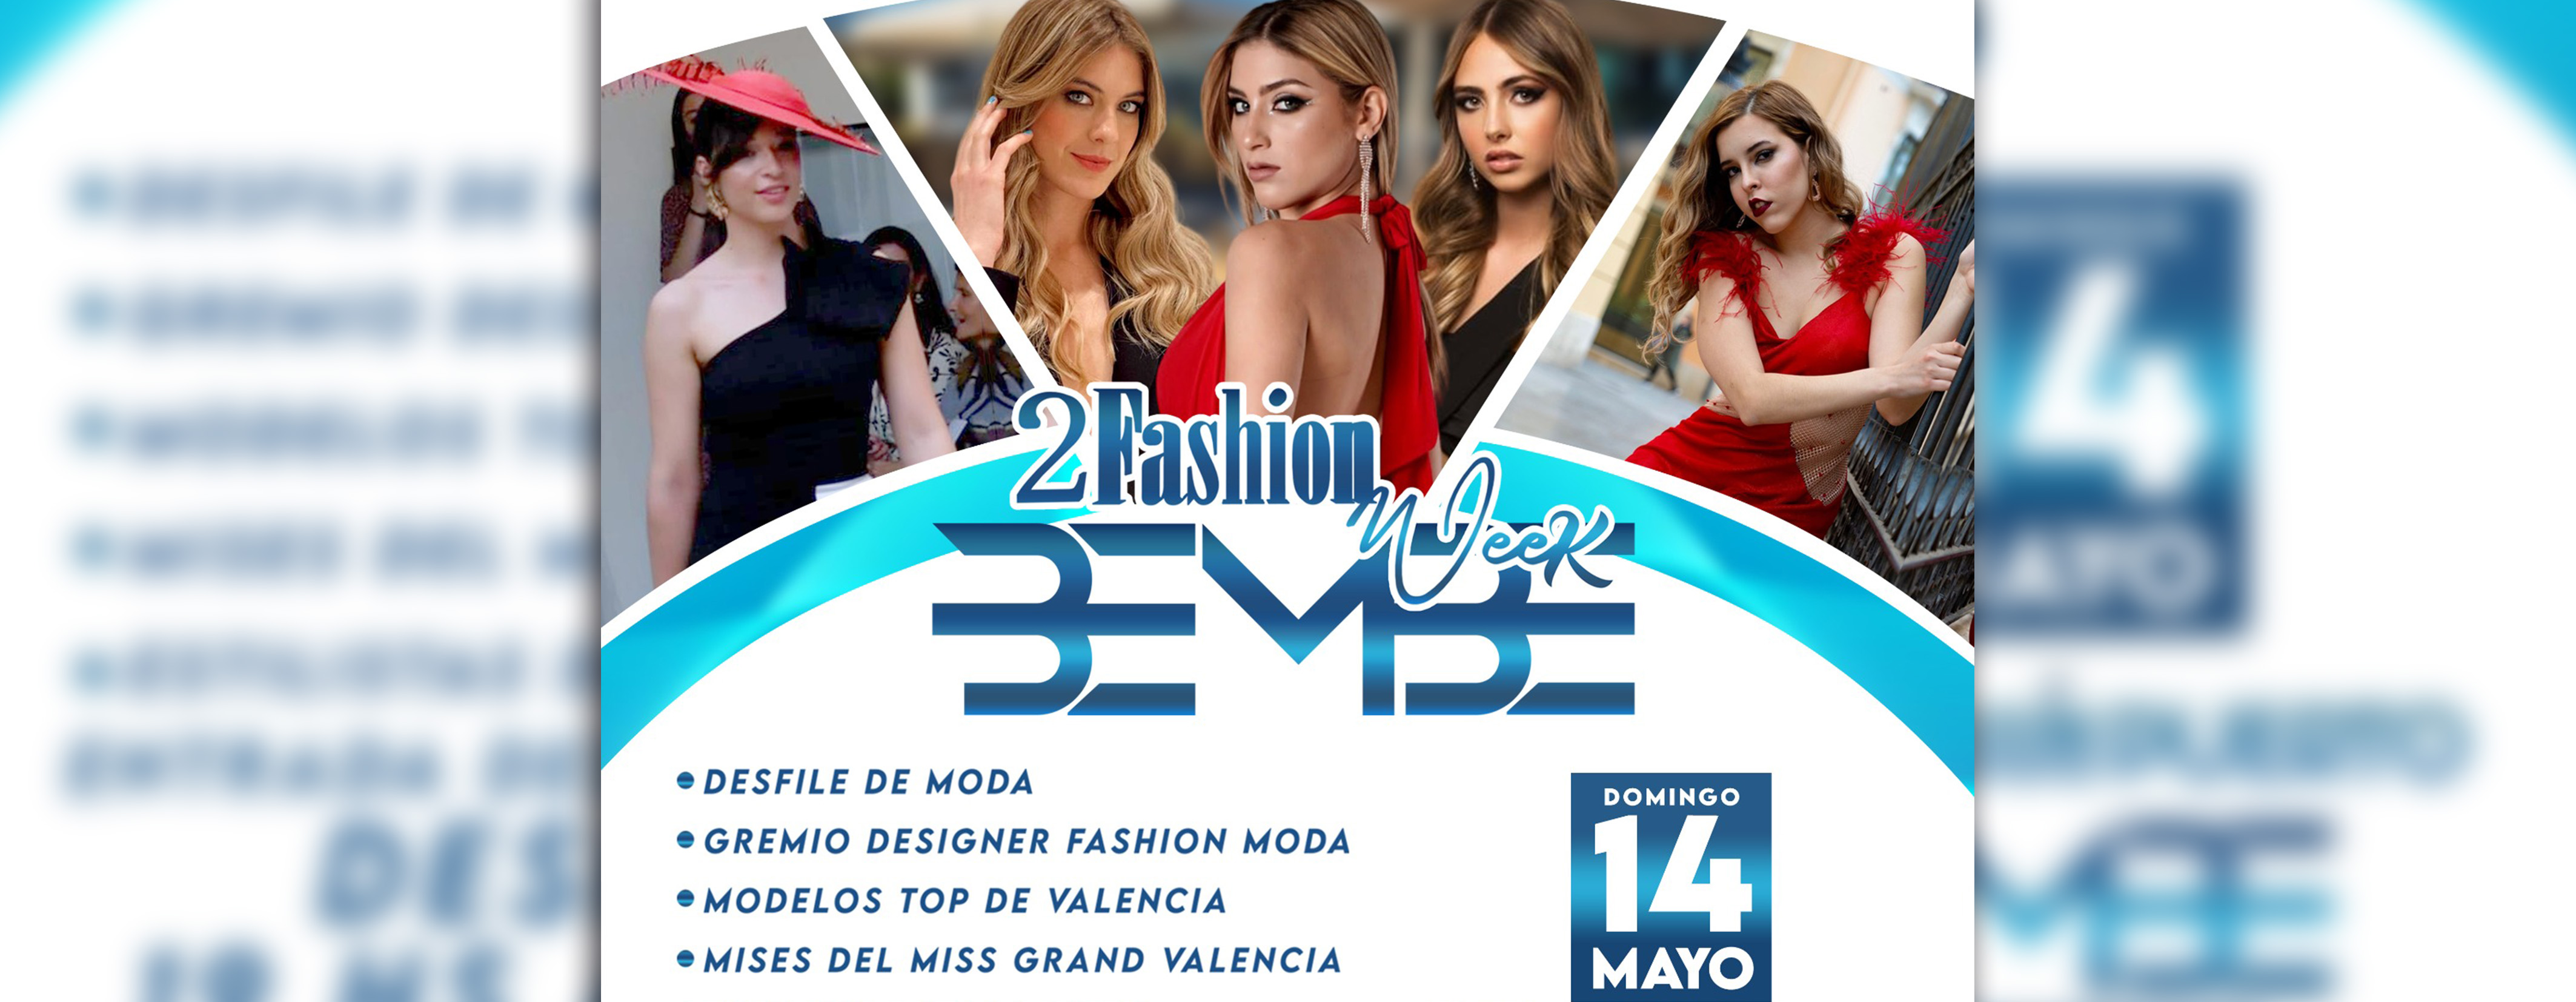 2 Fashion
Week
BEMBE
DESFILE DE MODA
GREMIO DESIGNER FASHION MODA
MODELOS TOP DE VALENCIA
MISES DEL MISS GRAND VALENCIA
DOMINGO
14
MAYO